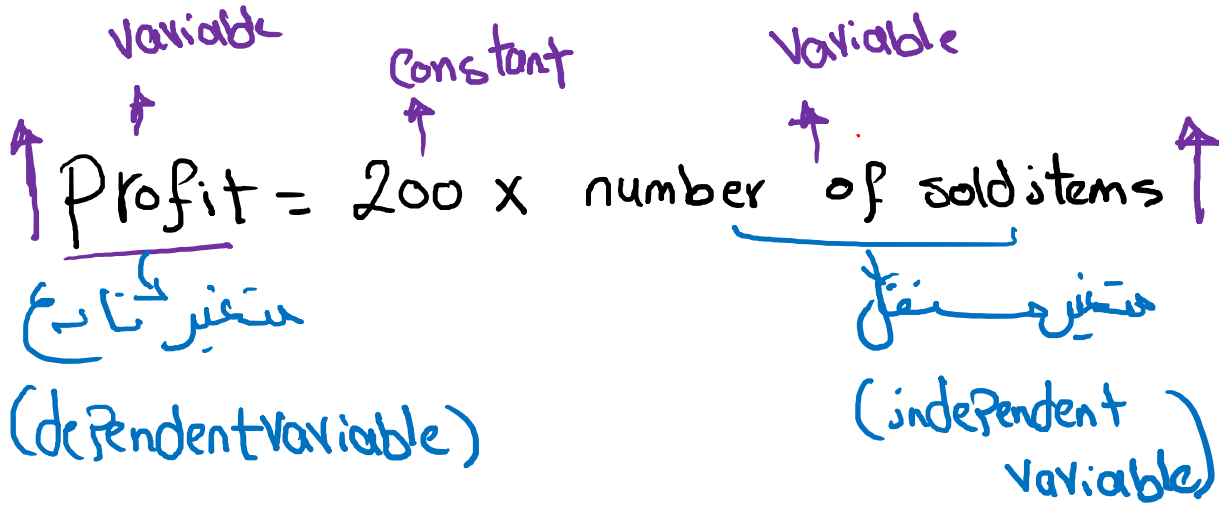 variable
constant
variable
Profit = 200 x number of sold items
متغير تابع
متغير مستقل
(dependent variable)
(independent
variable)